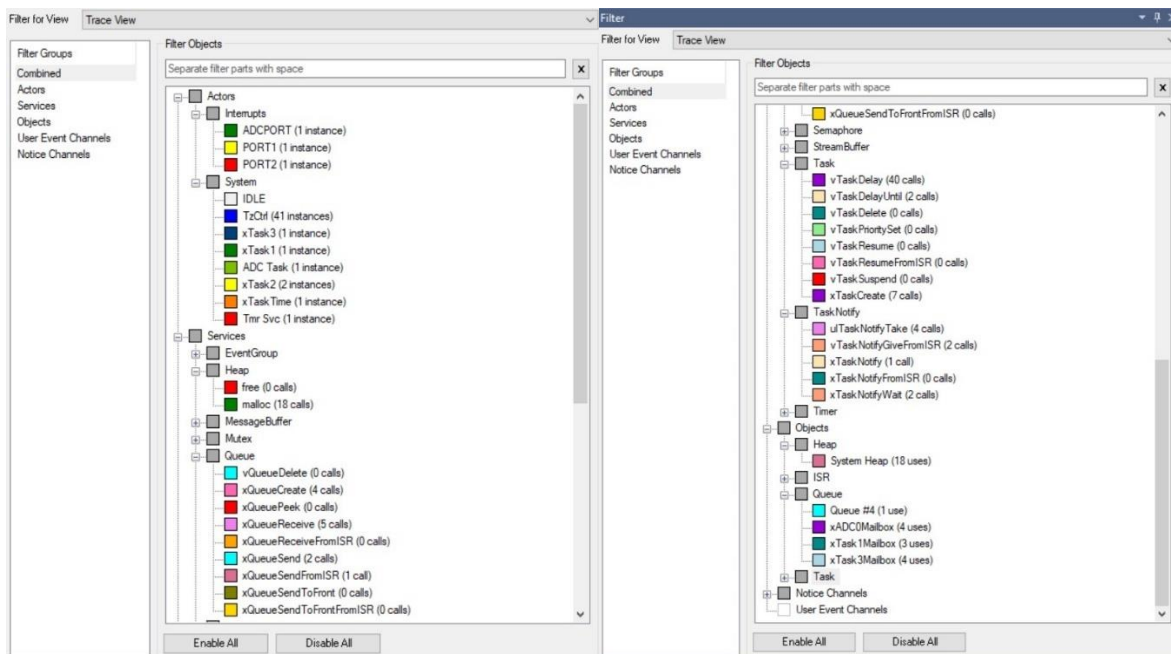 Filter for View Trace View
Filter Groups
Combined
Actors
Services
Objects
User Event Channels
Notice Channels
Filter Objects
Separate filter parts with space X
Actors
Interrupts
ADCPORT (1 instance)
PORT1 (1 instance)
PORT2 (1 instance)
System
IDLE
TzCtrl (41 instances)
xTask3 (1 instance)
xTask1 (1 instance)
ADC Task (1 instance)
xTask2 (2 instances)
xTaskTime (1 instance)
Tmr Svc (1 instance)
Services
EventGroup
Heap
free (0 calls)
malloc (18 calls)
MessageBuffer
Mutex
Queue
vQueueDelete (0 calls)
xQueueCreate (4 calls)
xQueuePeek (0 calls)
xQueueReceive (5 calls)
xQueueReceiveFromISR (0 calls)
xQueueSend (2 calls)
xQueueSendFromISR (1 call)
xQueueSendToFront (0 calls)
xQueueSendToFrontFromISR (0 calls)
Enable All Disable All
Filter
Filter for View Trace View
Filter Groups
Combined
Actors
Services
Objects
User Event Channels
Notice Channels
Filter Objects
Separate filter parts with space X
xQueueSendToFrontFromISR (0 calls)
Semaphore
StreamBuffer
Task
vTaskDelay (40 calls)
vTaskDelayUntil (2 calls)
vTaskDelete (0 calls)
vTaskPrioritySet (0 calls)
vTaskResume (0 calls)
vTaskResumeFromISR (0 calls)
vTaskSuspend (0 calls)
xTaskCreate (7 calls)
TaskNotify
ulTaskNotifyTake (4 calls)
vTaskNotifyGiveFromISR (2 calls)
xTaskNotify (1 call)
xTaskNotifyFromISR (0 calls)
xTaskNotifyWait (2 calls)
Timer
Objects
Heap
System Heap (18 uses)
ISR
Queue
Queue #4 (1 use)
xADC0Mailbox (4 uses)
xTask1Mailbox (3 uses)
xTask3Mailbox (4 uses)
Task
Notice Channels
User Event Channels
Enable All Disable All